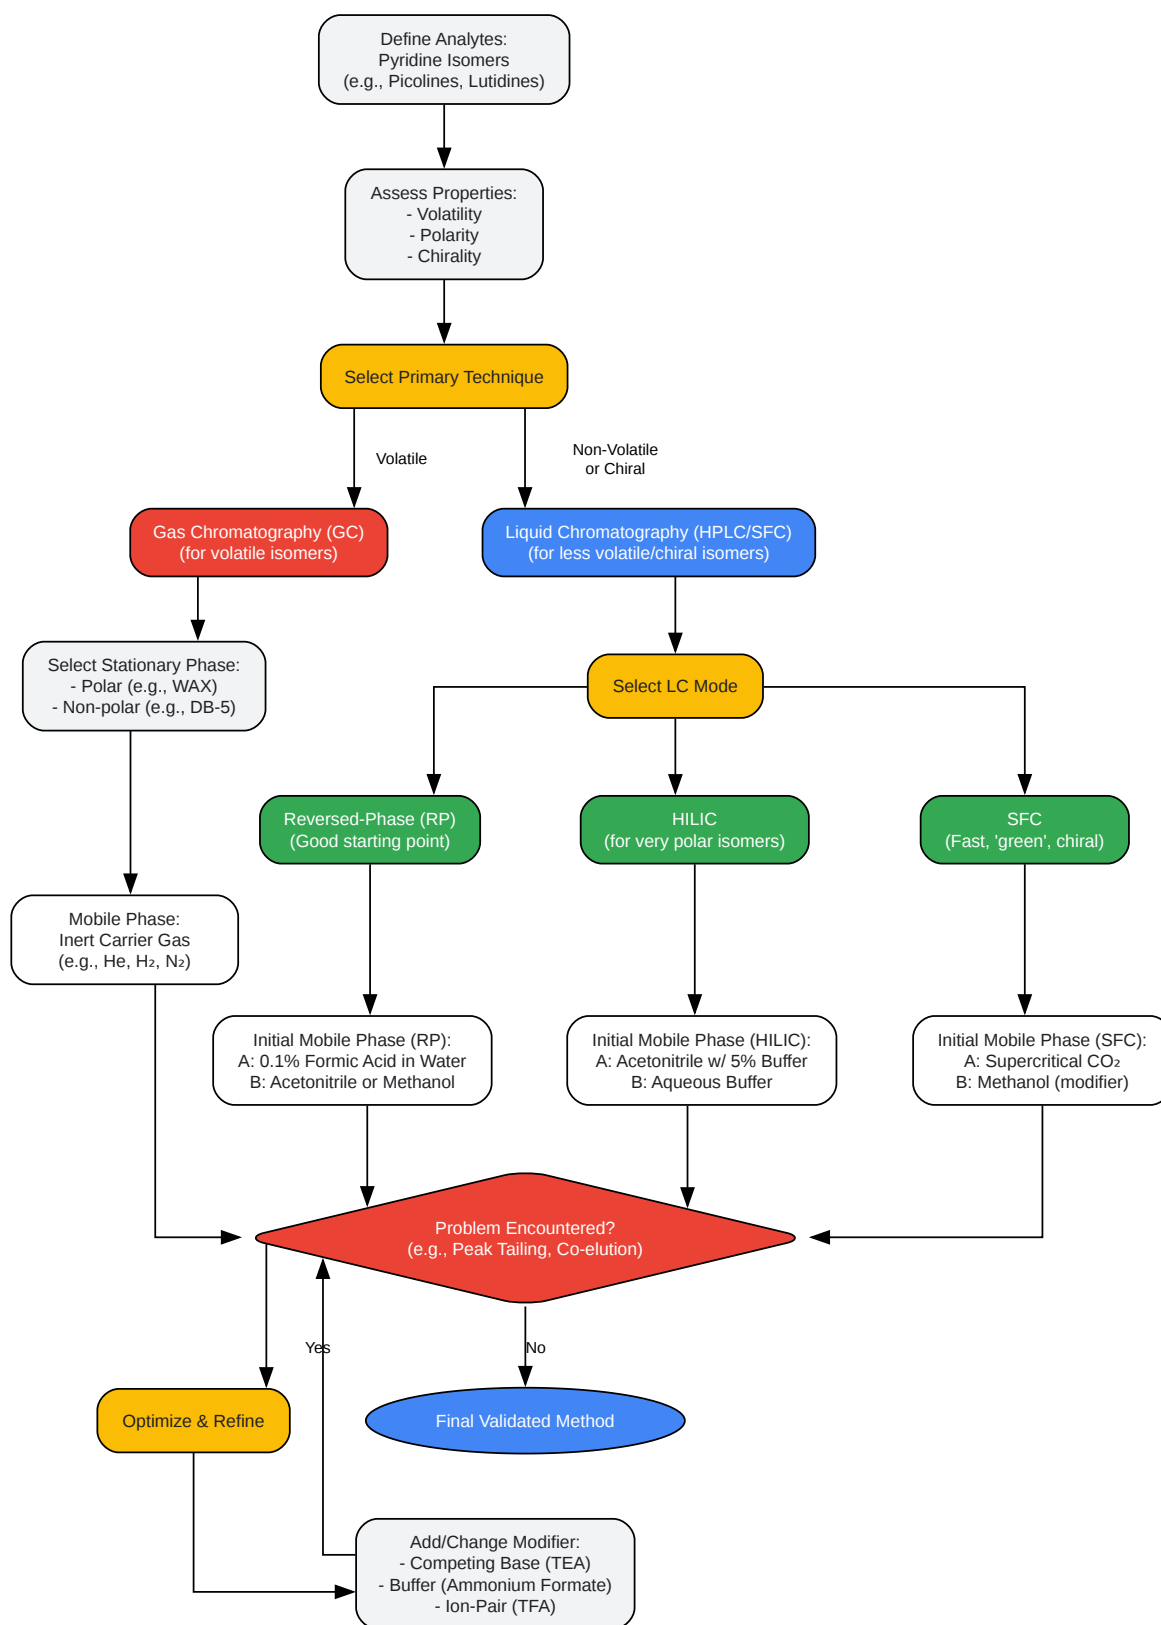 Define Analytes:
Pyridine Isomers
(e.g., Picolines, Lutidines)
Assess Properties:
- Volatility
- Polarity
- Chirality
Select Primary Technique
Volatile
Non-Volatile
or Chiral
Gas Chromatography (GC)
(for volatile isomers)
Liquid Chromatography (HPLC/SFC)
(for less volatile/chiral isomers)
Select Stationary Phase:
- Polar (e.g., WAX)
- Non-polar (e.g., DB-5)
Select LC Mode
Reversed-Phase (RP)
(Good starting point)
HILIC
(for very polar isomers)
SFC
(Fast, 'green', chiral)
Mobile Phase:
Inert Carrier Gas
(e.g., He, H₂, N₂)
Initial Mobile Phase (RP):
A: 0.1% Formic Acid in Water
B: Acetonitrile or Methanol
Initial Mobile Phase (HILIC):
A: Acetonitrile w/ 5% Buffer
B: Aqueous Buffer
Initial Mobile Phase (SFC):
A: Supercritical CO₂
B: Methanol (modifier)
Problem Encountered?
(e.g., Peak Tailing, Co-elution)
Yes
No
Optimize & Refine
Final Validated Method
Add/Change Modifier:
- Competing Base (TEA)
- Buffer (Ammonium Formate)
- Ion-Pair (TFA)